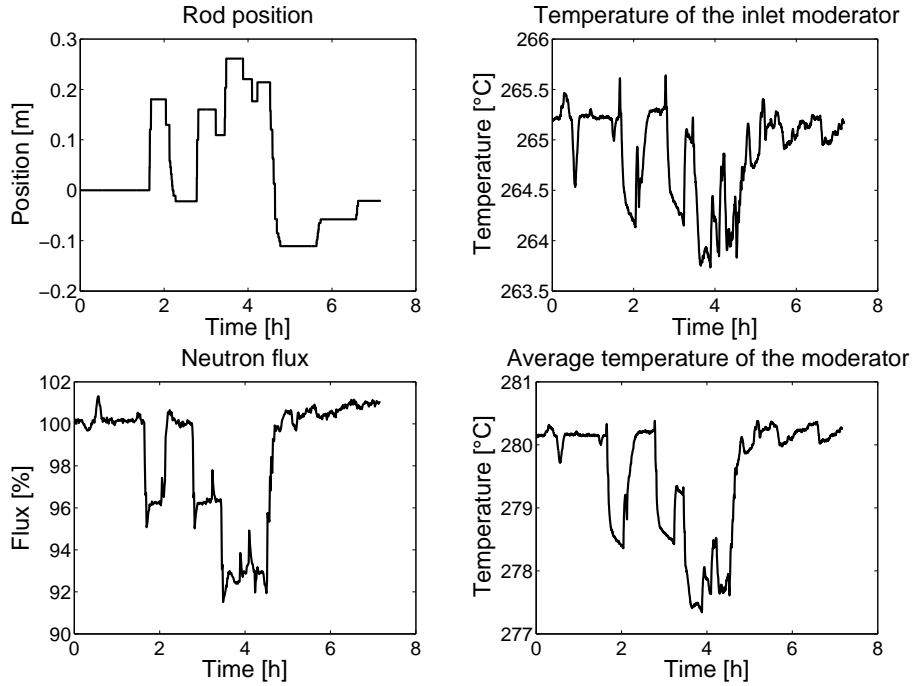 Rod position
0.3
0.2
0.1
0
−0.1
−0.2
Position [m]
0 2 4 6 8
Time [h]
Temperature of the inlet moderator
266
265.5
265
264.5
264
263.5
Temperature [°C]
0 2 4 6 8
Time [h]
Neutron flux
102
100
98
96
94
92
90
Flux [%]
0 2 4 6 8
Time [h]
Average temperature of the moderator
281
280
279
278
277
Temperature [°C]
0 2 4 6 8
Time [h]